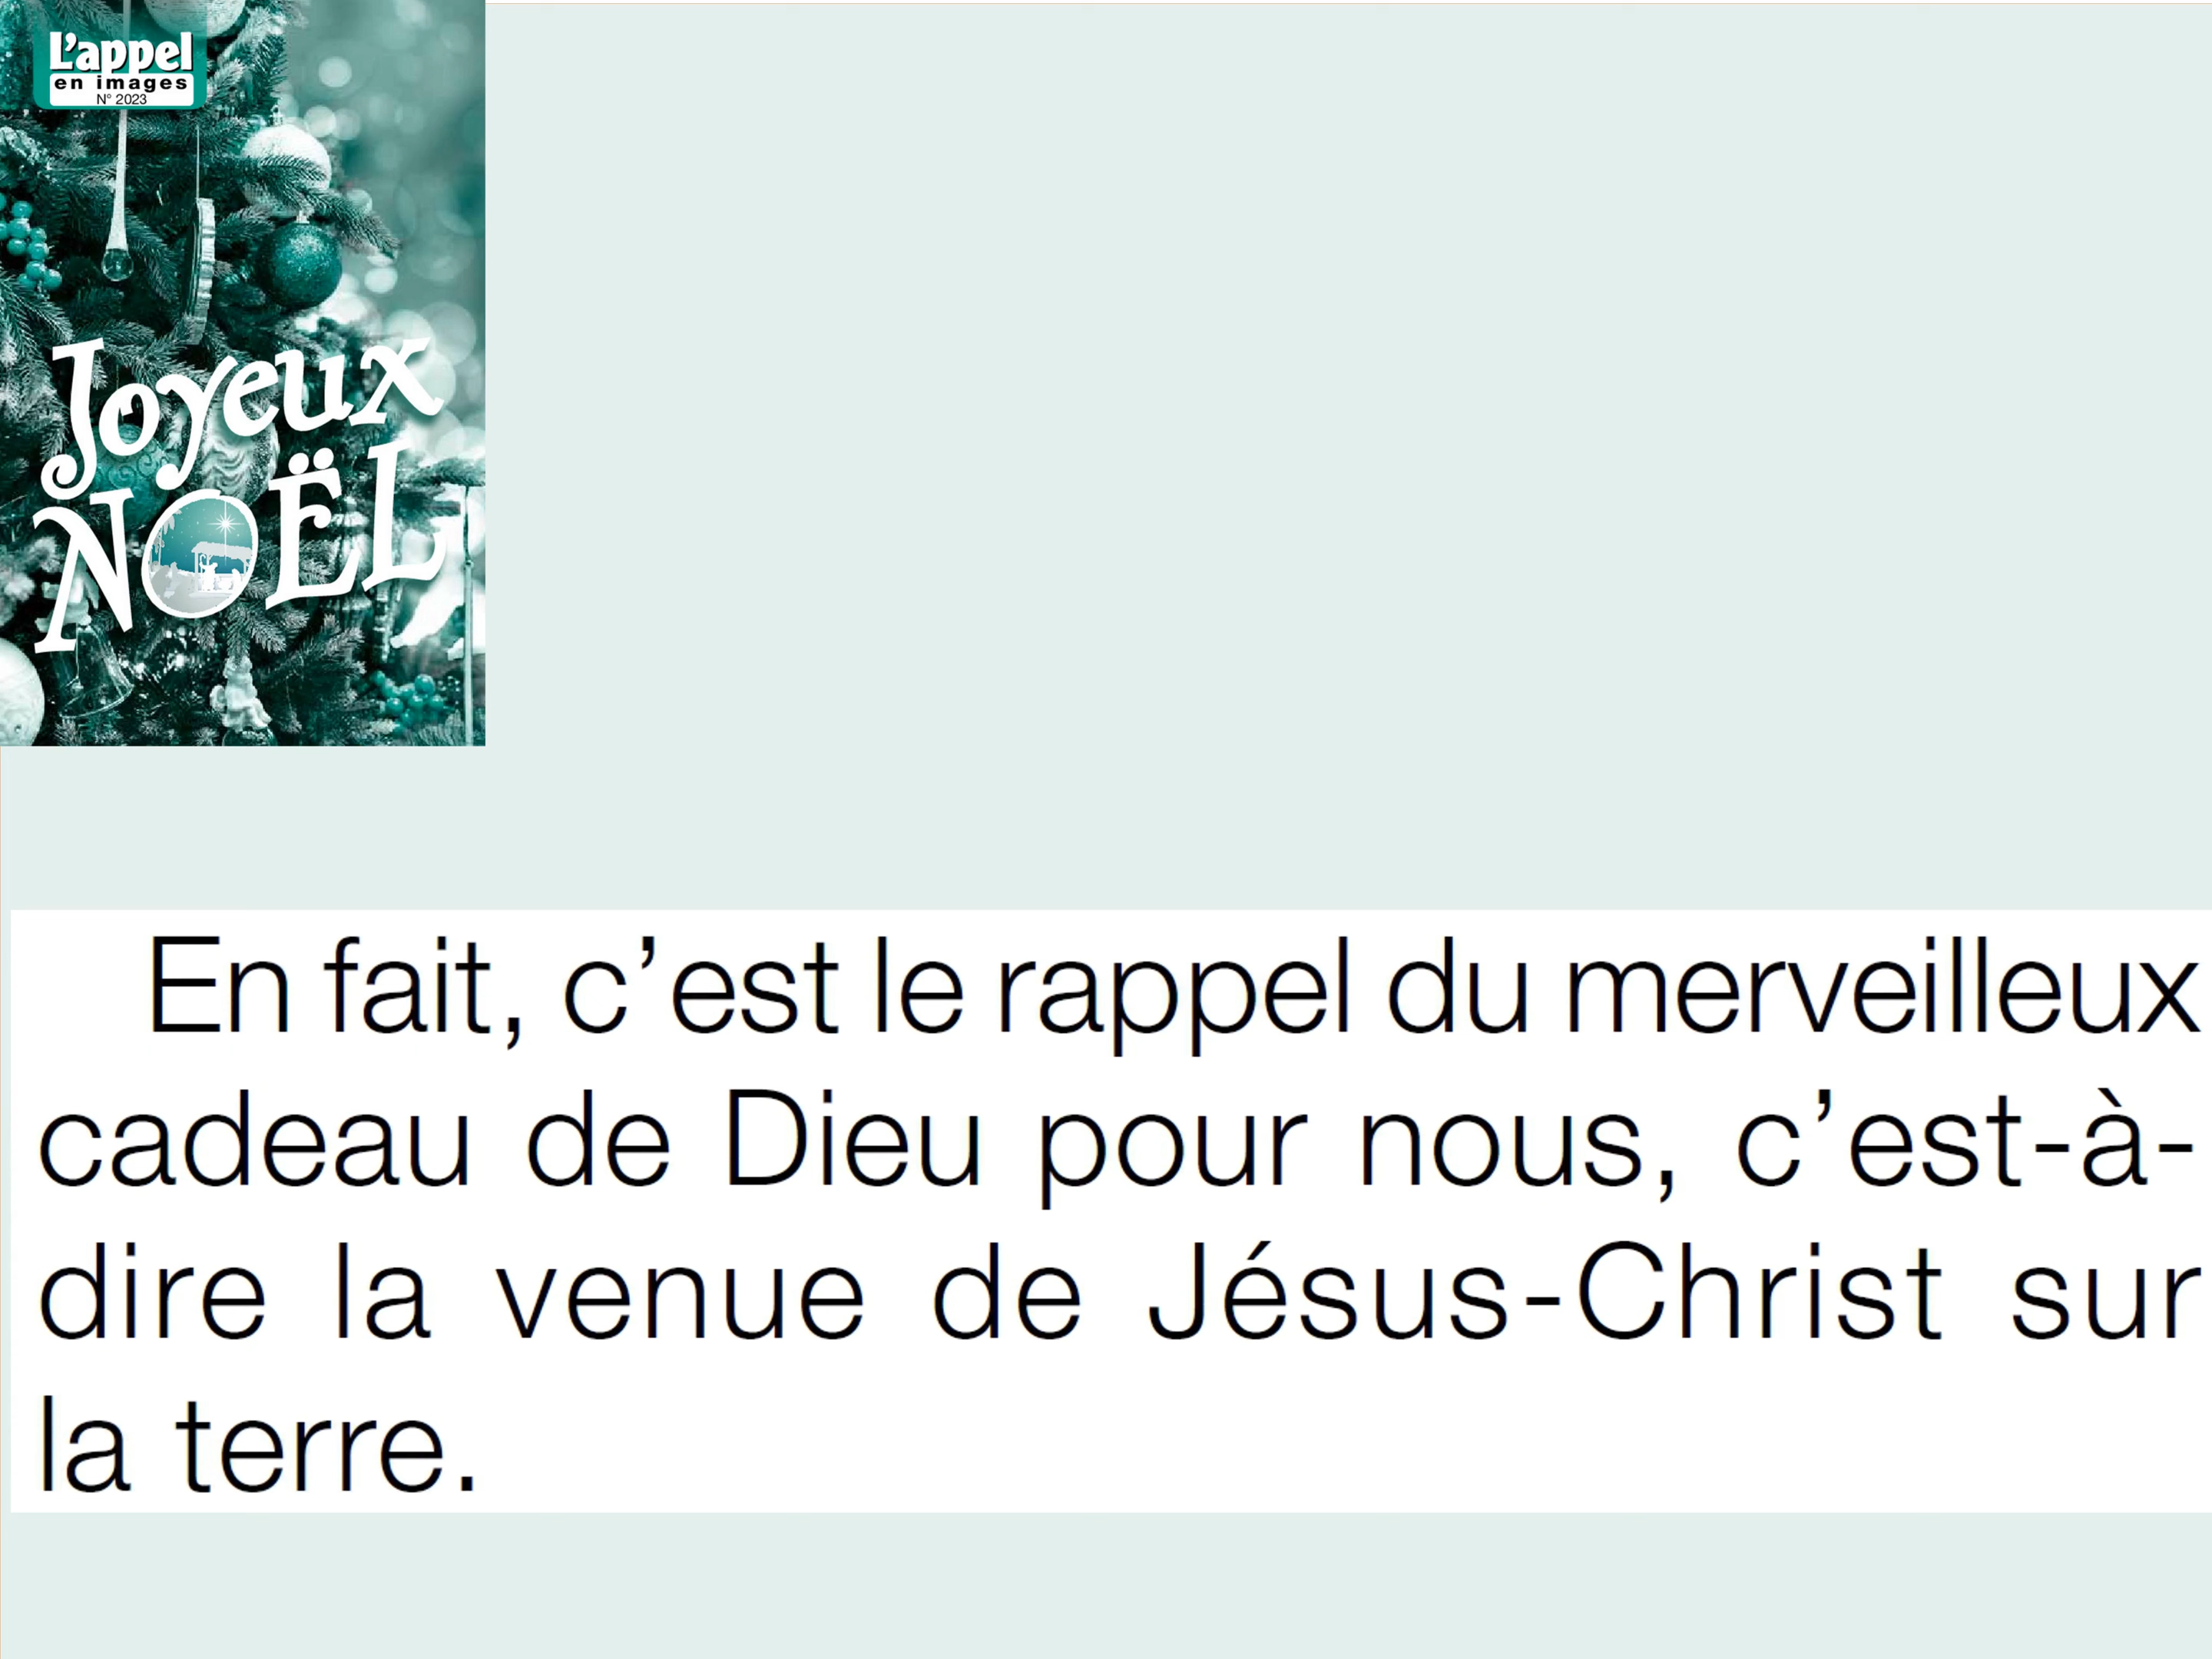 L'appel
en images
N° 2023
Joyeux
NOËL
En fait, c’est le rappel du merveilleux
cadeau de Dieu pour nous, c’est-à-
dire la venue de Jésus-Christ sur
la terre.